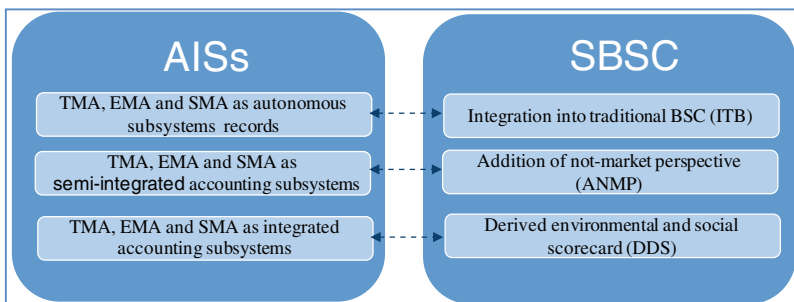 AISs
TMA, EMA and SMA as autonomous
subsystems records
TMA, EMA and SMA as
semi-integrated accounting subsystems
TMA, EMA and SMA as integrated
accounting subsystems
SBSC
Integration into traditional BSC (ITB)
Addition of not-market perspective
(ANMP)
Derived environmental and social
scorecard (DDS)